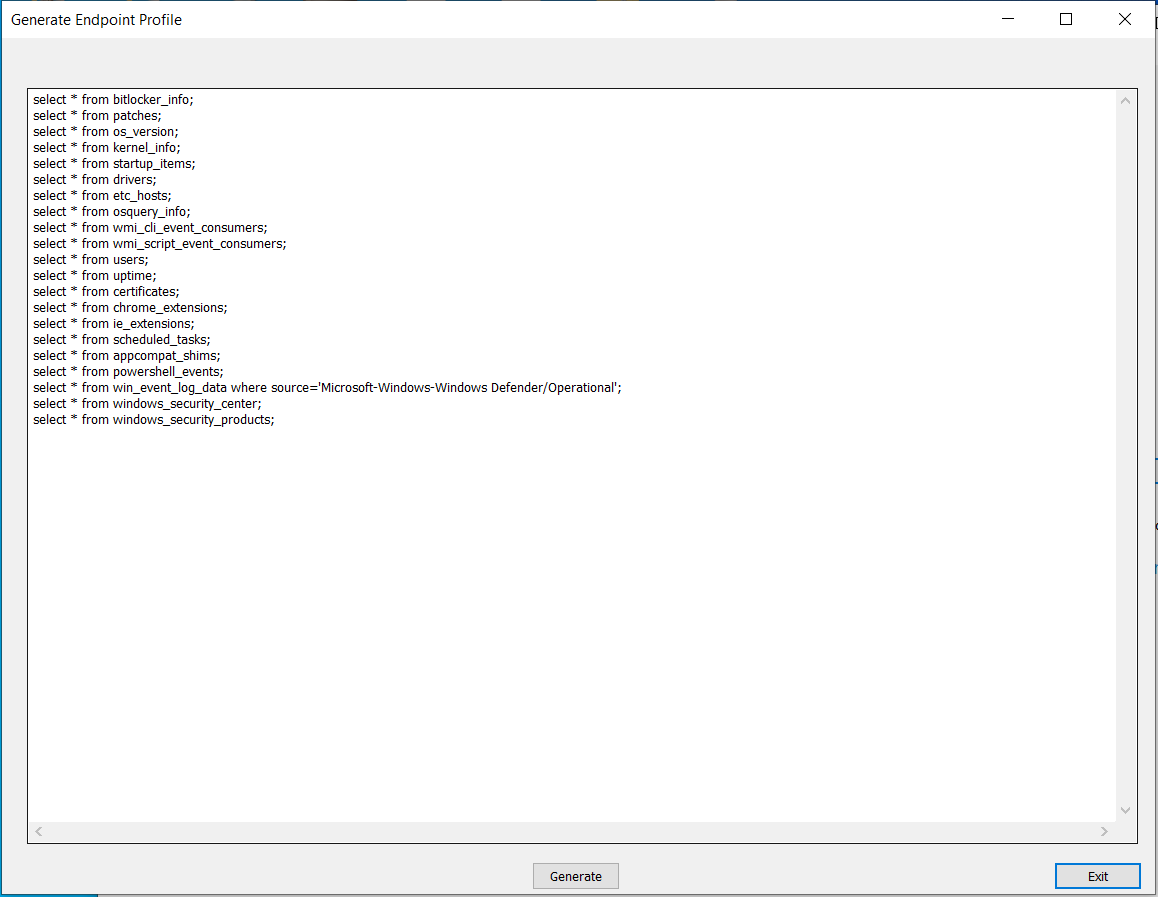 Generate Endpoint Profile
select * from bitlocker_info;
select * from patches;
select * from os_version;
select * from kernel_info;
select * from startup_items;
select * from drivers;
select * from etc_hosts;
select * from osquery_info;
select * from wmi_cli_event_consumers;
select * from wmi_script_event_consumers;
select * from users;
select * from uptime;
select * from certificates;
select * from chrome_extensions;
select * from ie_extensions;
select * from scheduled_tasks;
select * from appcompat_shims;
select * from powershell_events;
select * from win_event_log_data where source='Microsoft-Windows-Windows Defender/Operational';
select * from windows_security_center;
select * from windows_security_products;
Generate
Exit